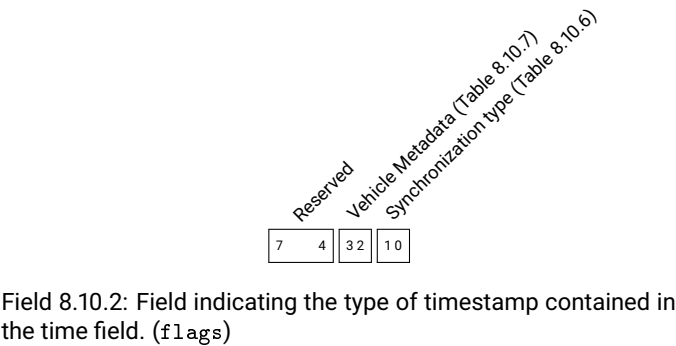 Reserved
Vehicle Metadata (Table 8.10.7)
Synchronization type (Table 8.10.6)
7 4 3 2 1 0
Field 8.10.2: Field indicating the type of timestamp contained in
the time field. (flags)